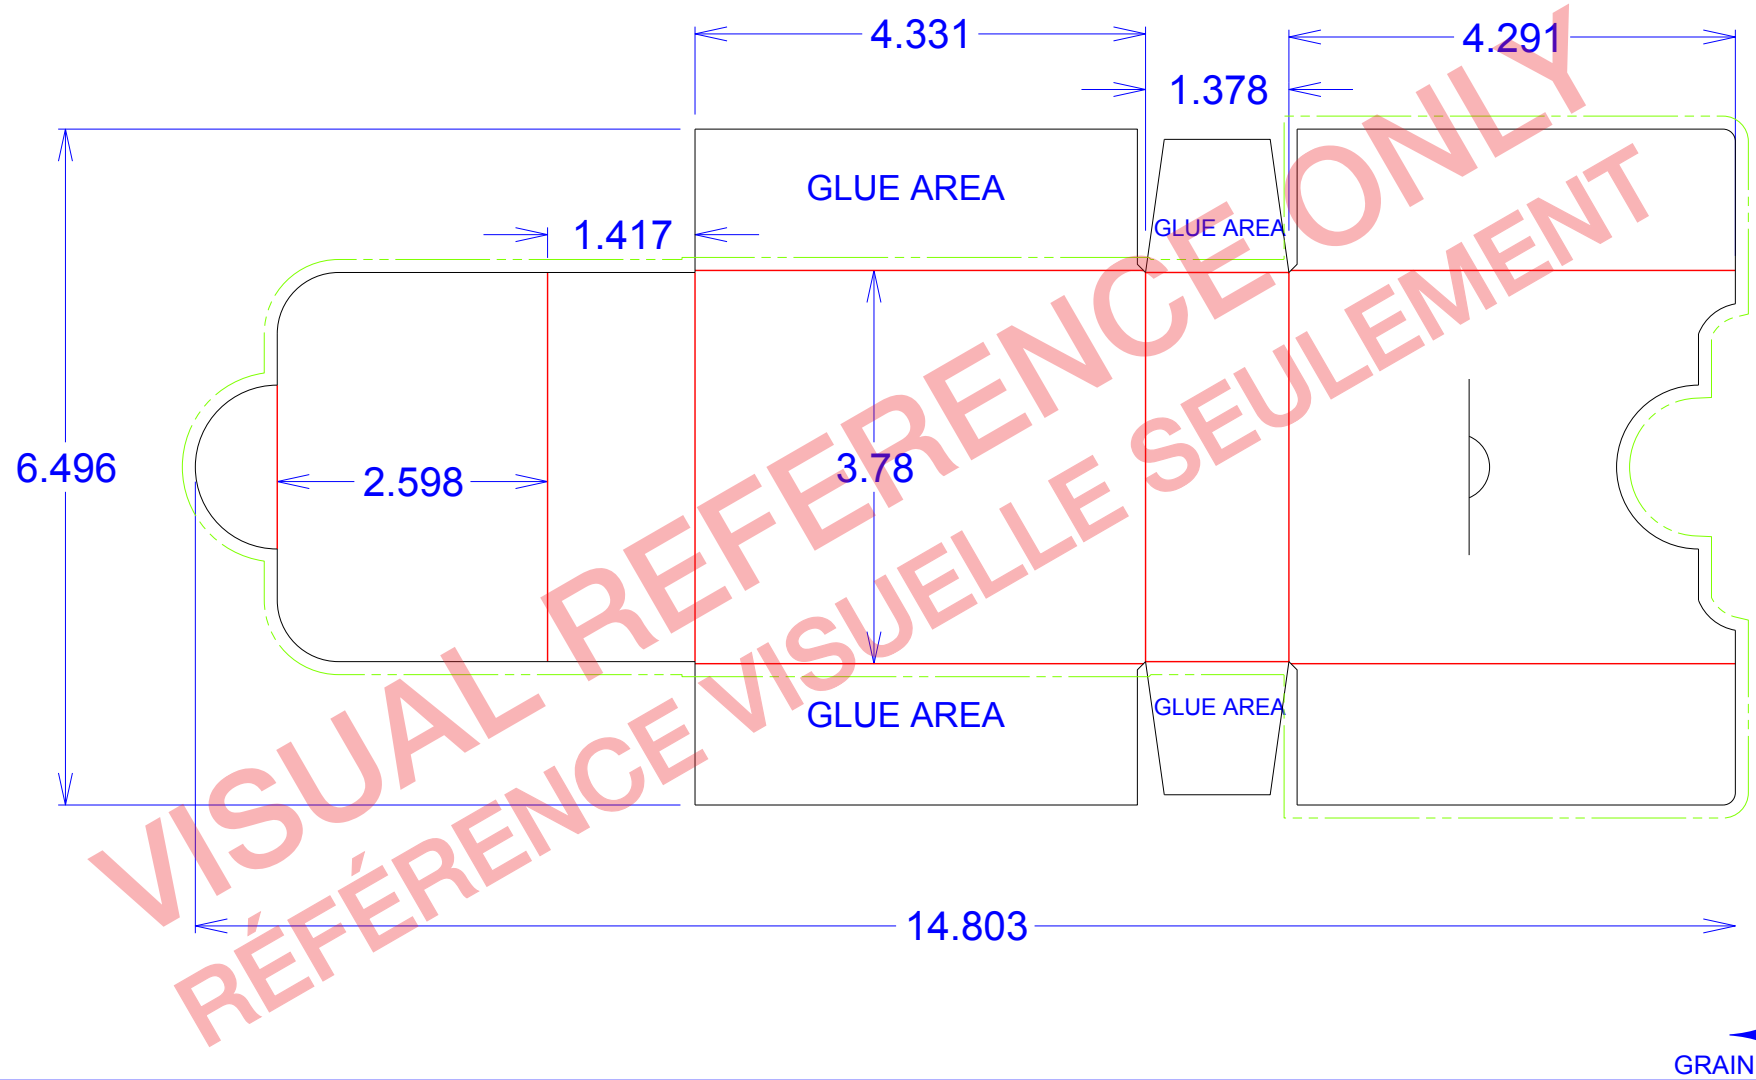 4.331
4.291
1.378
GLUE AREA
GLUE AREA
1.417
6.496
2.598
3.78
GLUE AREA
GLUE AREA
14.803
VISUAL REFERENCE ONLY
RÉFÉRENCE VISUELLE SEULEMENT
GRAIN